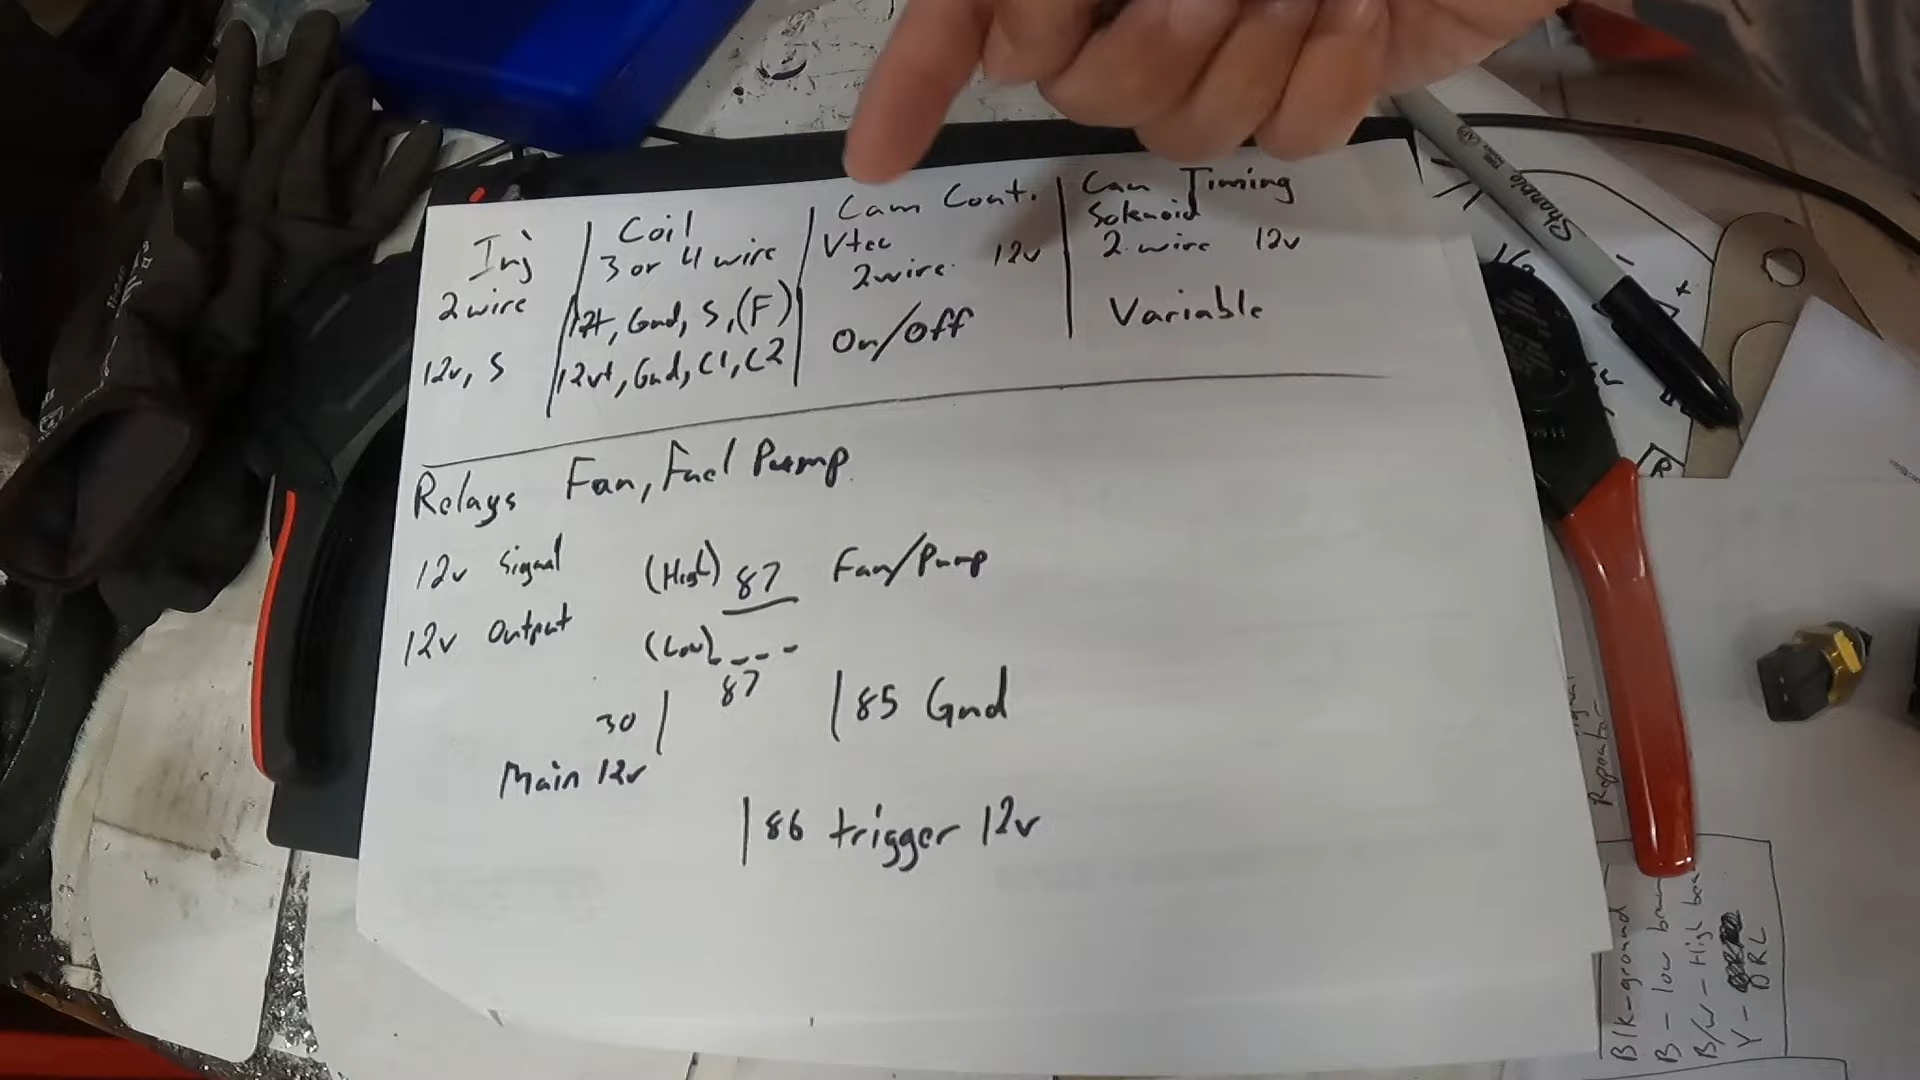 Inj
2 wire
12v, S
Coil
3 or 4 wire
12+, Gnd, S, (F)
12v+, Gnd, C1, C2
Cam Cont.
Vtec
2 wire 12v
On/Off
Cam Timing
Solenoid
2 wire 12v
Variable
Relays Fan, Fuel Pump
12v Signal
12v Output
(High) 87 Fan/Pump
(Low)
87
30
Main 12v
85 Gnd
86 trigger 12v
Sharpie
Blk-ground
B - low beam
B/W - High beam
Y - DRL